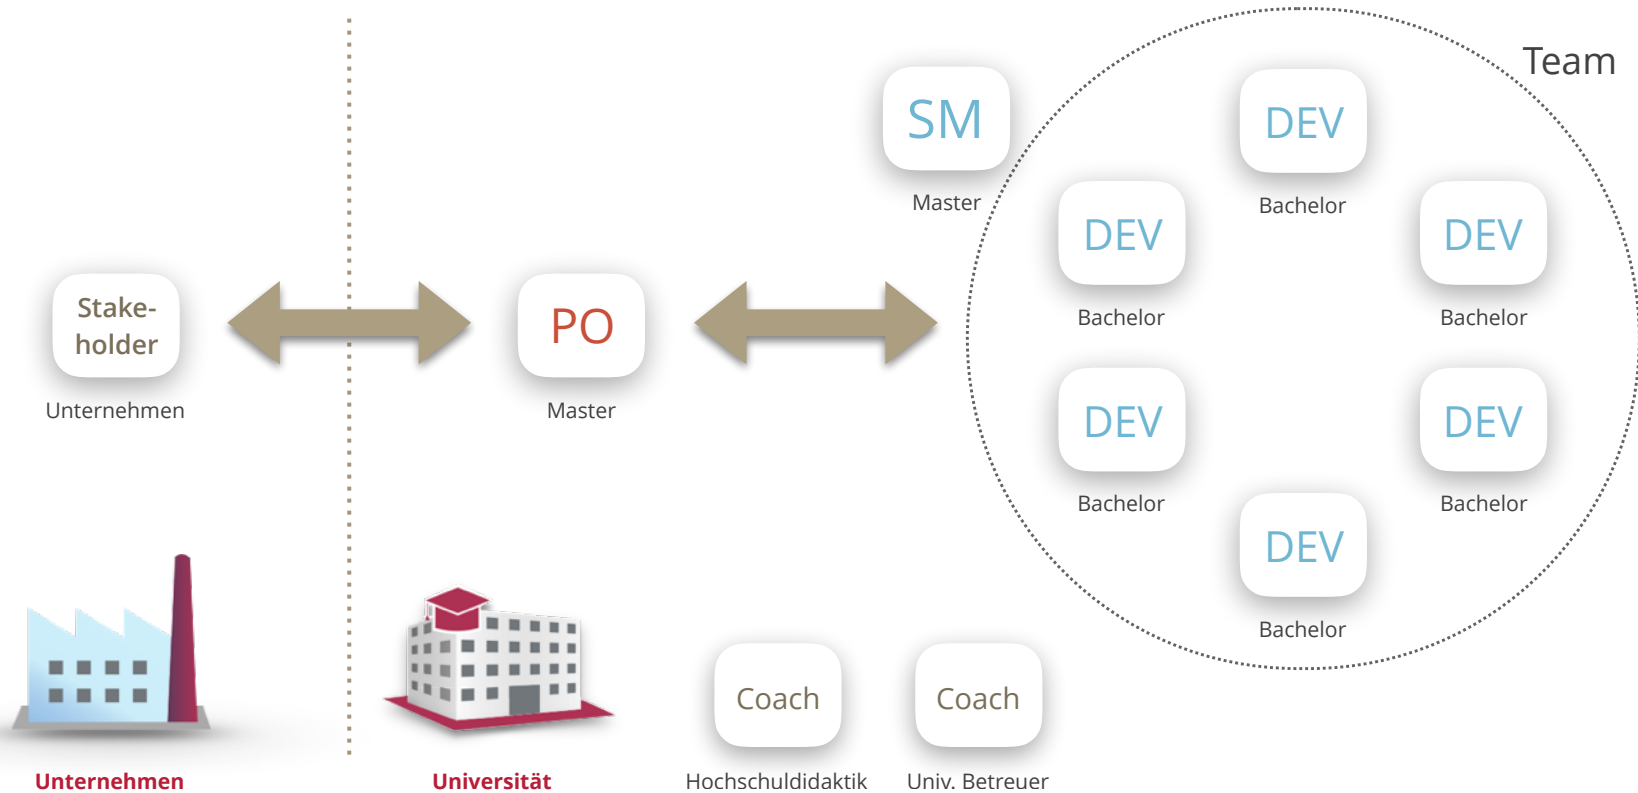 Team
SM
Master
DEV
Bachelor
DEV
Bachelor
DEV
Bachelor
Stake-
holder
Unternehmen
PO
Master
DEV
Bachelor
DEV
Bachelor
DEV
Bachelor
Coach
Hochschuldidaktik
Coach
Univ. Betreuer
Unternehmen
Universität